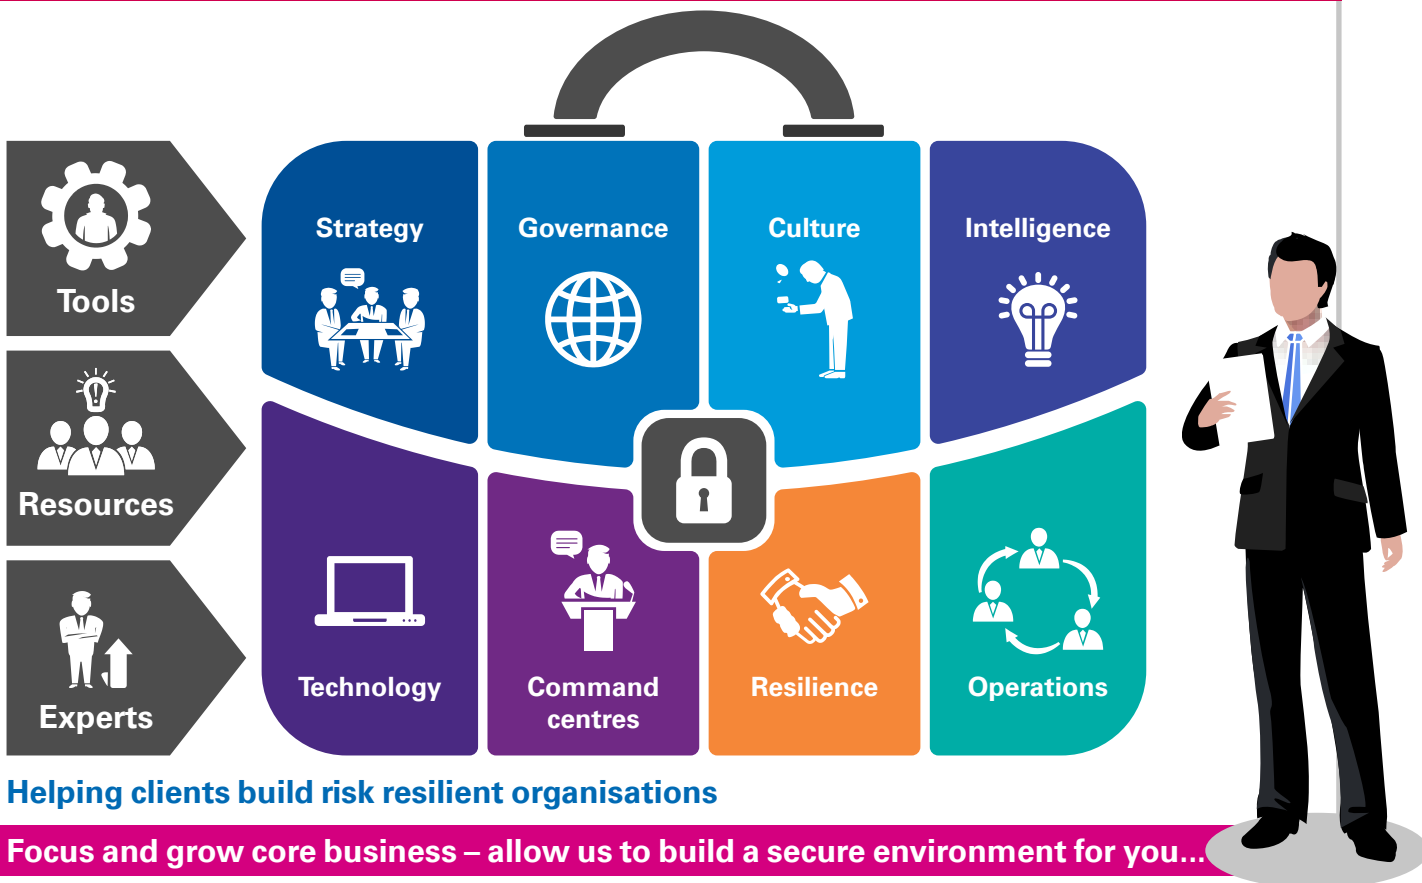 Tools
Resources
Experts
Strategy
Governance
Culture
Intelligence
Technology
Command
centres
Resilience
Operations
Helping clients build risk resilient organisations
Focus and grow core business – allow us to build a secure environment for you...